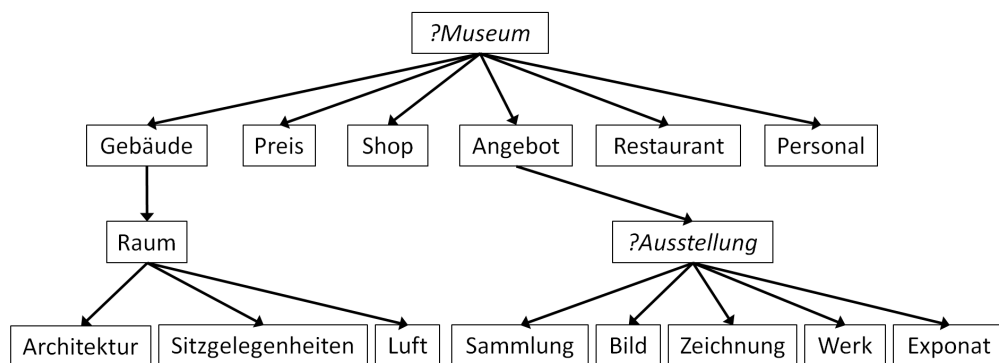 ?Museum
Gebäude Preis Shop Angebot Restaurant Personal
Raum ?Ausstellung
Architektur Sitzgelegenheiten Luft Sammlung Bild Zeichnung Werk Exponat